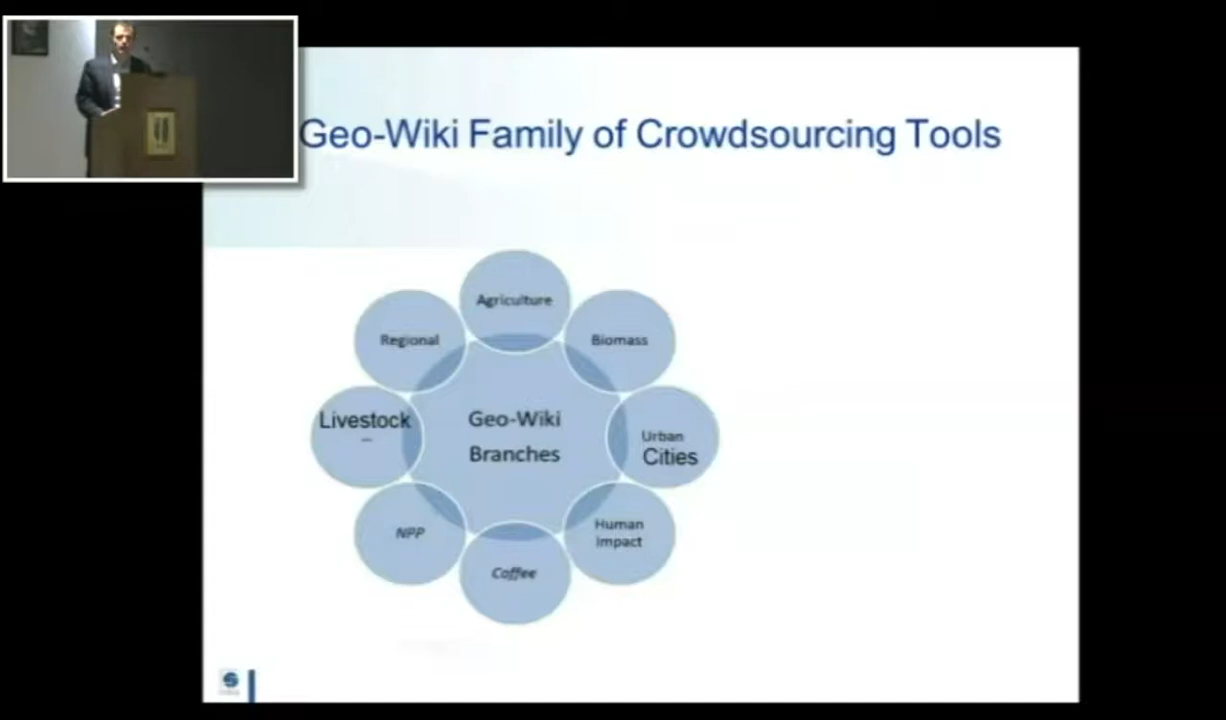 Geo-Wiki Family of Crowdsourcing Tools
Agriculture
Regional
Biomass
Livestock
Geo-Wiki
Branches
Urban
Cities
NPP
Human
Impact
Coffee